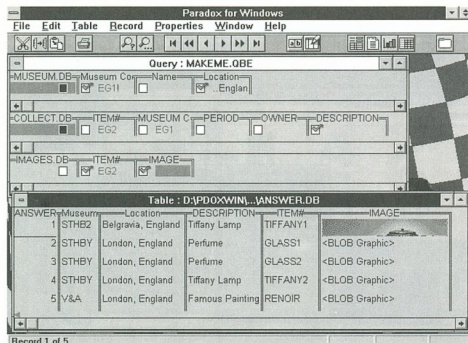 Paradox for Windows
File Edit Table Record Properties Window Help
Query : MAKEME.QBE
MUSEUM.DB Museum Cor Name Location
EG1! ..Englan
COLLECT.DB ITEM# MUSEUM C PERIOD OWNER DESCRIPTION
EG2 EG1
IMAGES.DB ITEM# IMAGE
EG2
Table : D:\PDOXWIN\...\ANSWER.DB
ANSWER Museum Location DESCRIPTION ITEM# IMAGE
1 STHB2 Belgravia, England Tiffany Lamp TIFFANY1
2 STHBY London, England Perfume GLASS1 <BLOB Graphic>
3 STHBY London, England Perfume GLASS2 <BLOB Graphic>
4 STHBY London, England Tiffany Lamp TIFFANY2 <BLOB Graphic>
5 V&A London, England Famous Painting RENOIR <BLOB Graphic>
Record 1 of 5